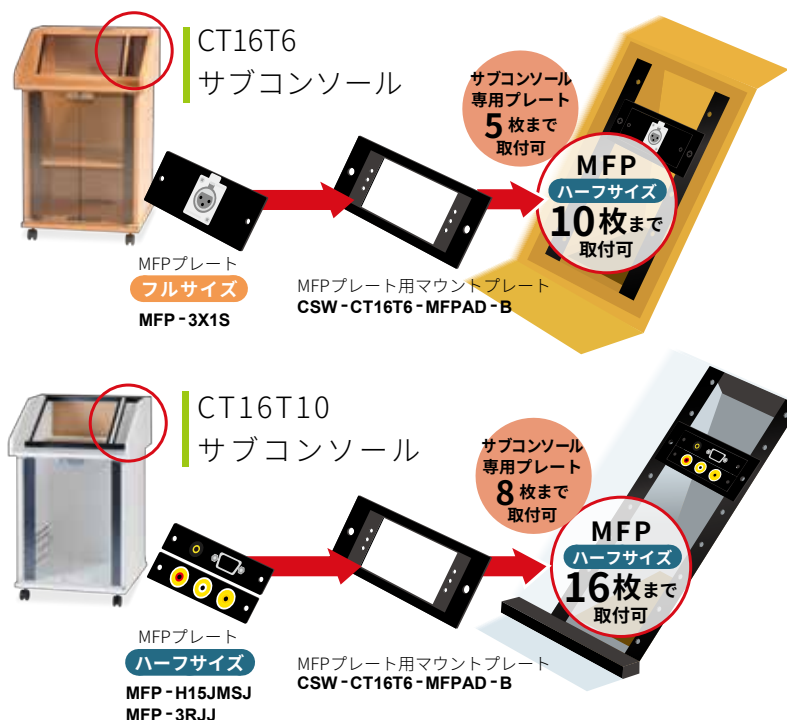 CT16T6
サブコンソール
サブコンソール
専用プレート
5枚まで
取付可
MFP
ハーフサイズ
10枚まで
取付可
MFPプレート
フルサイズ
MFP-3X1S
MFPプレート用マウントプレート
CSW-CT16T6-MFPAD-B
CT16T10
サブコンソール
サブコンソール
専用プレート
8枚まで
取付可
MFP
ハーフサイズ
16枚まで
取付可
MFPプレート
ハーフサイズ
MFP-H15JMSJ
MFP-3RJJ
MFPプレート用マウントプレート
CSW-CT16T6-MFPAD-B